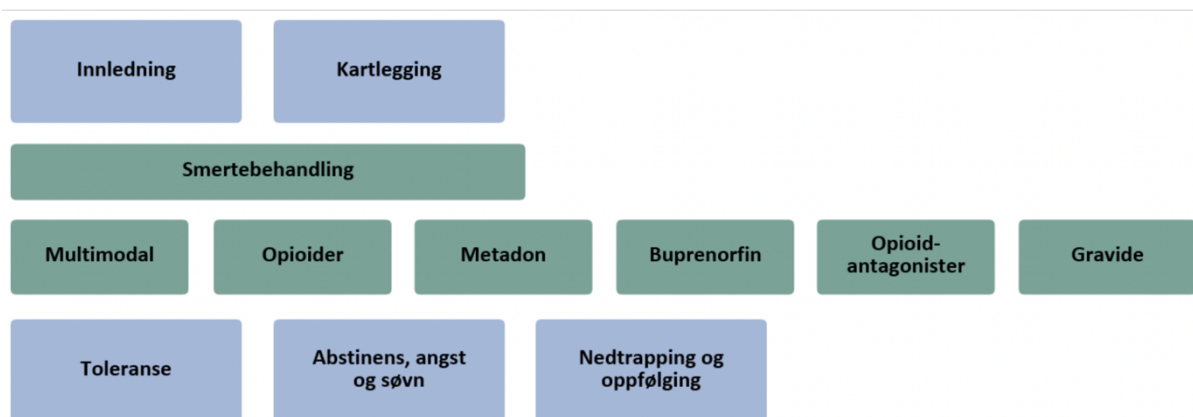 Innledning
Kartlegging
Smertebehandling
Multimodal
Opioider
Metadon
Buprenorfin
Opioid-
antagonister
Gravide
Toleranse
Abstinens, angst
og søvn
Nedtrapping og
oppfølging